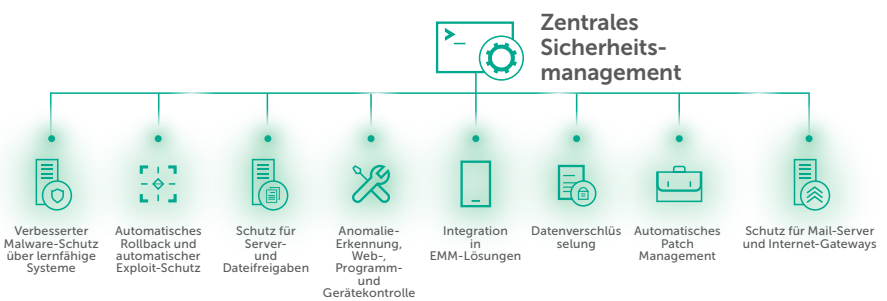 >_
Zentrales
Sicherheits-
management
Verbesserter
Malware-Schutz
über lernfähige
Systeme
Automatisches
Rollback und
automatischer
Exploit-Schutz
Schutz für
Server-
und
Dateifreigaben
Anomalie-
Erkennung,
Web-,
Programm-
und
Gerätekontrolle
Integration
in
EMM-Lösungen
Datenverschlüs
selung
Automatisches
Patch
Management
Schutz für Mail-Server
und Internet-Gateways